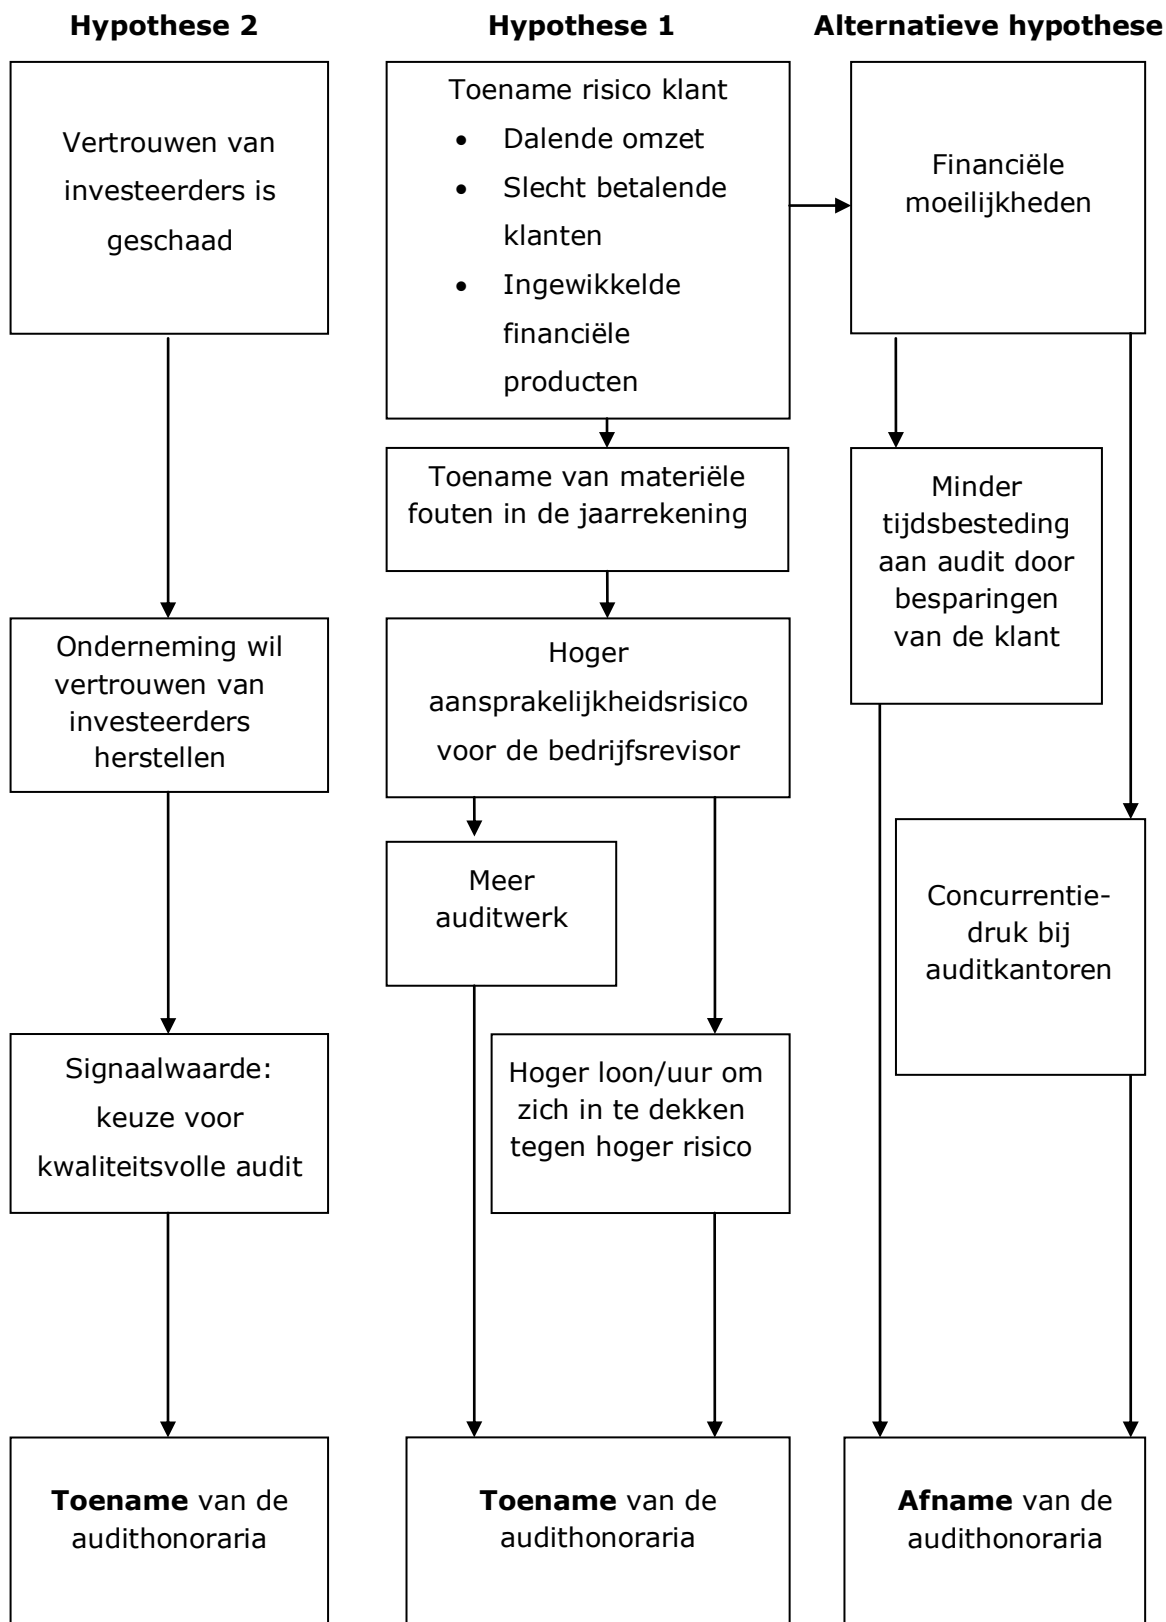 Hypothese 2
Vertrouwen van
investeerders is
geschaad
Onderneming wil
vertrouwen van
investeerders
herstellen
Signaalwaarde:
keuze voor
kwaliteitsvolle audit
Toename van de
audithonoraria
Hypothese 1
Toename risico klant
• Dalende omzet
• Slecht betalende
klanten
• Ingewikkelde
financiële
producten
Toename van materiële
fouten in de jaarrekening
Hoger
aansprakelijkheidsrisico
voor de bedrijfsrevisor
Meer
auditwerk
Hoger loon/uur om
zich in te dekken
tegen hoger risico
Toename van de
audithonoraria
Alternatieve hypothese
Financiële
moeilijkheden
Minder
tijdsbesteding
aan audit door
besparingen
van de klant
Concurrentie-
druk bij
auditkantoren
Afname van de
audithonoraria